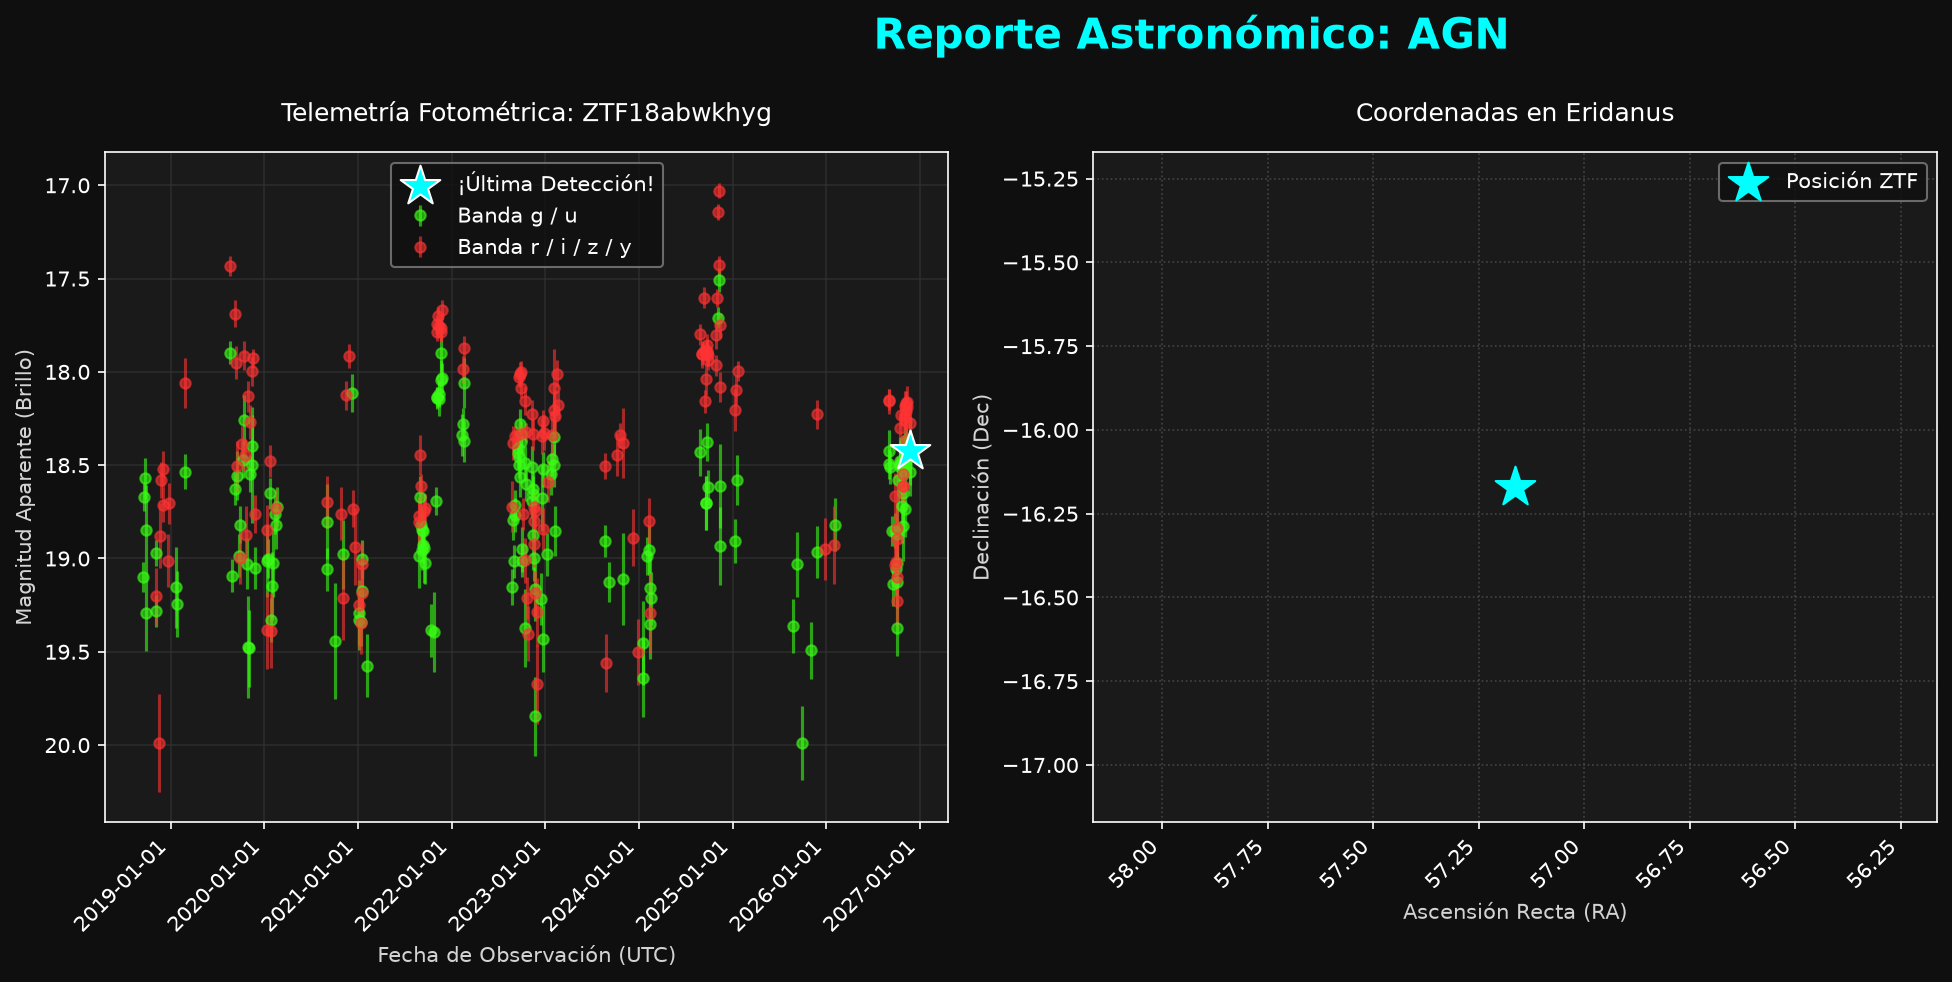 Reporte Astronómico: AGN
Telemetría Fotométrica: ZTF18abwkhyg
Magnitud Aparente (Brillo)
17.0
17.5
18.0
18.5
19.0
19.5
20.0
¡Última Detección!
Banda g / u
Banda r / i / z / y
2019-01-01
2020-01-01
2021-01-01
2022-01-01
2023-01-01
2024-01-01
2025-01-01
2026-01-01
2027-01-01
Fecha de Observación (UTC)
Coordenadas en Eridanus
Declinación (Dec)
−15.25
−15.50
−15.75
−16.00
−16.25
−16.50
−16.75
−17.00
Posición ZTF
58.00
57.75
57.50
57.25
57.00
56.75
56.50
56.25
Ascensión Recta (RA)